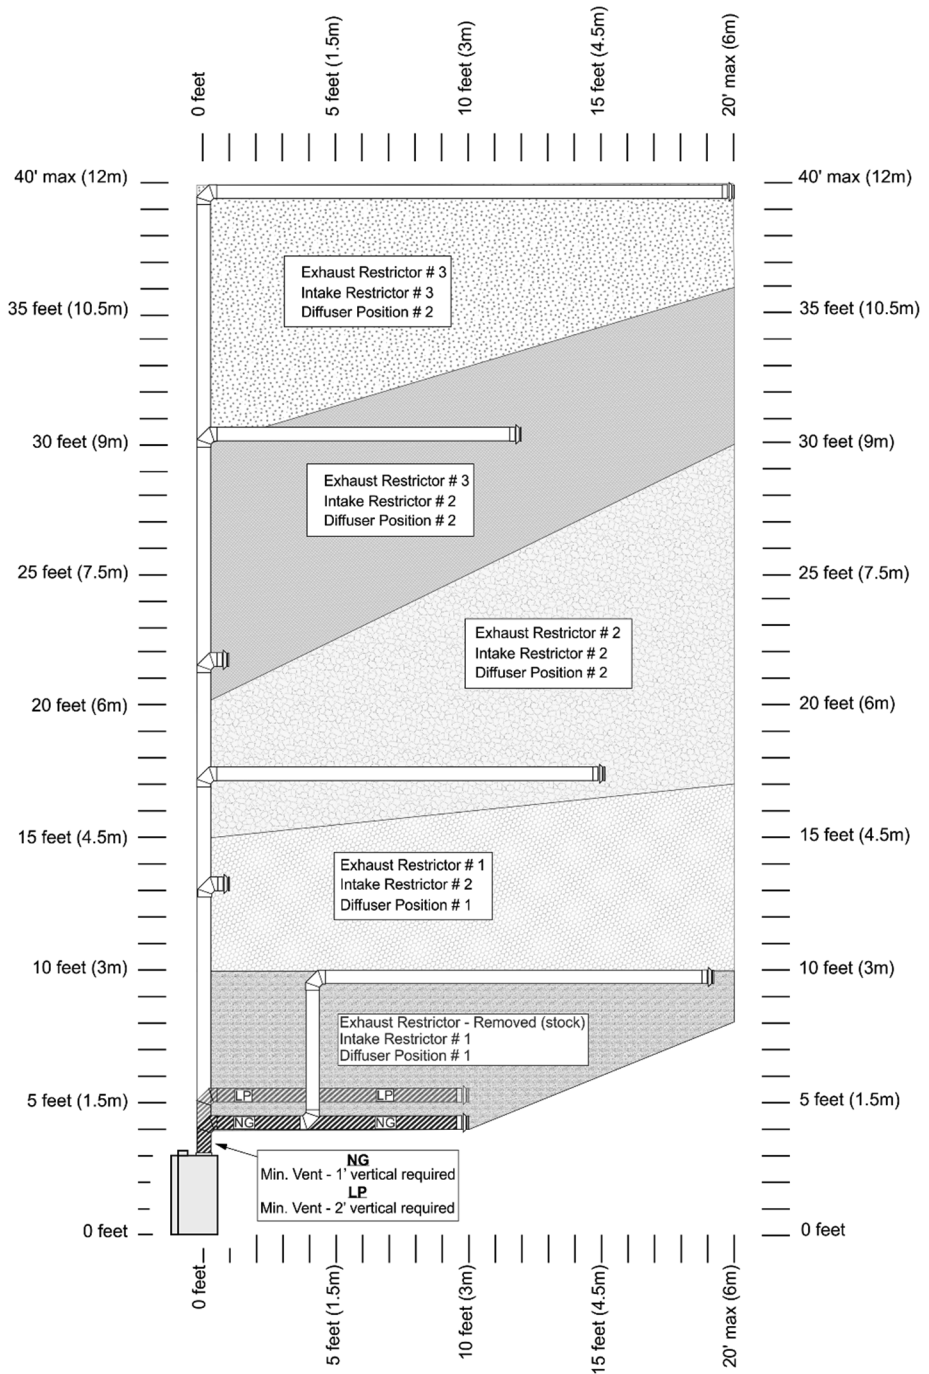 0 feet
5 feet (1.5m)
10 feet (3m)
15 feet (4.5m)
20' max (6m)
40' max (12m)
40' max (12m)
Exhaust Restrictor # 3
Intake Restrictor # 3
Diffuser Position # 2
35 feet (10.5m)
35 feet (10.5m)
30 feet (9m)
30 feet (9m)
Exhaust Restrictor # 3
Intake Restrictor # 2
Diffuser Position # 2
25 feet (7.5m)
25 feet (7.5m)
Exhaust Restrictor # 2
Intake Restrictor # 2
Diffuser Position # 2
20 feet (6m)
20 feet (6m)
15 feet (4.5m)
15 feet (4.5m)
Exhaust Restrictor # 1
Intake Restrictor # 2
Diffuser Position # 1
10 feet (3m)
10 feet (3m)
Exhaust Restrictor - Removed (stock)
Intake Restrictor # 1
Diffuser Position # 1
LP
LP
5 feet (1.5m)
5 feet (1.5m)
NG
NG
NG
Min. Vent - 1' vertical required
LP
Min. Vent - 2' vertical required
0 feet
0 feet
0 feet
5 feet (1.5m)
10 feet (3m)
15 feet (4.5m)
20' max (6m)